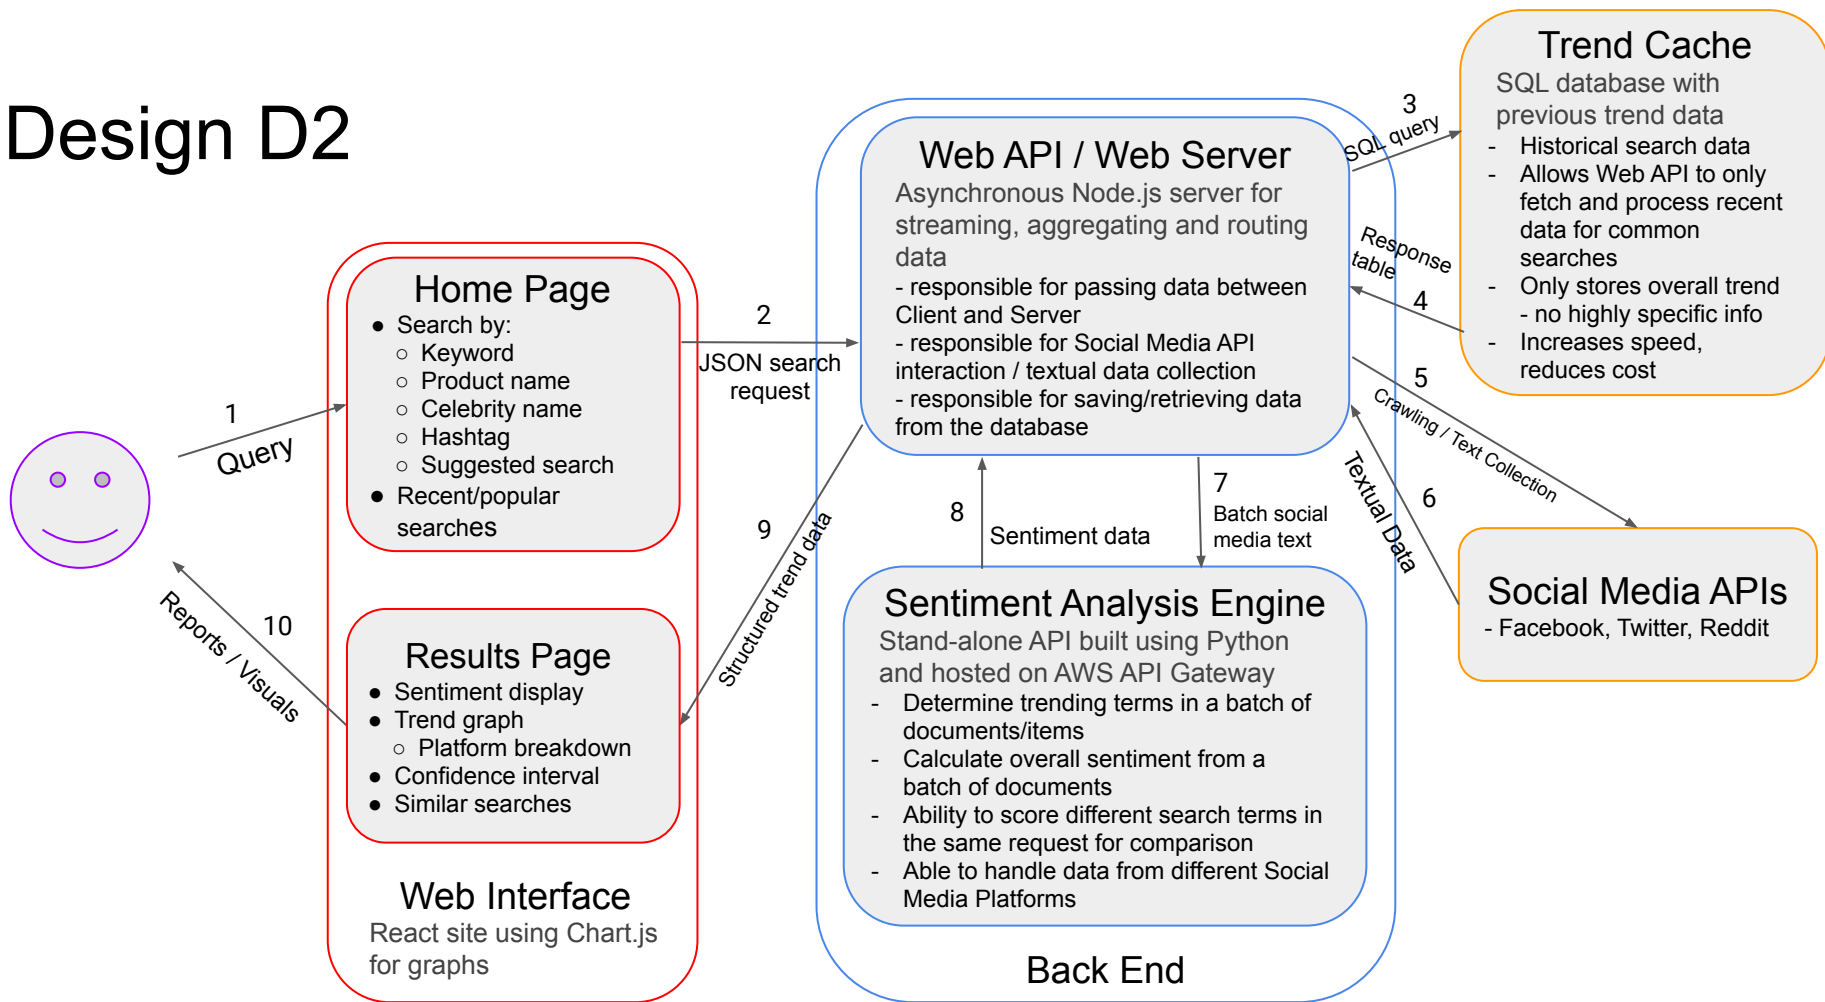 Design D2
1
Query
Home Page
● Search by:
○ Keyword
○ Product name
○ Celebrity name
○ Hashtag
○ Suggested search
● Recent/popular
searches
2
JSON search
request
Web API / Web Server
Asynchronous Node.js server for
streaming, aggregating and routing
data
- responsible for passing data between
Client and Server
- responsible for Social Media API
interaction / textual data collection
- responsible for saving/retrieving data
from the database
3
SQL query
Trend Cache
SQL database with
previous trend data
- Historical search data
- Allows Web API to only
fetch and process recent
data for common
searches
- Only stores overall trend
- no highly specific info
- Increases speed,
reduces cost
Response
table
4
5
Crawling / Text Collection
6
Textual Data
Social Media APIs
- Facebook, Twitter, Reddit
7
Batch social
media text
8
Sentiment data
Sentiment Analysis Engine
Stand-alone API built using Python
and hosted on AWS API Gateway
- Determine trending terms in a batch of
documents/items
- Calculate overall sentiment from a
batch of documents
- Ability to score different search terms in
the same request for comparison
- Able to handle data from different Social
Media Platforms
Back End
9
Structured trend data
10
Reports / Visuals
Results Page
● Sentiment display
● Trend graph
○ Platform breakdown
● Confidence interval
● Similar searches
Web Interface
React site using Chart.js
for graphs